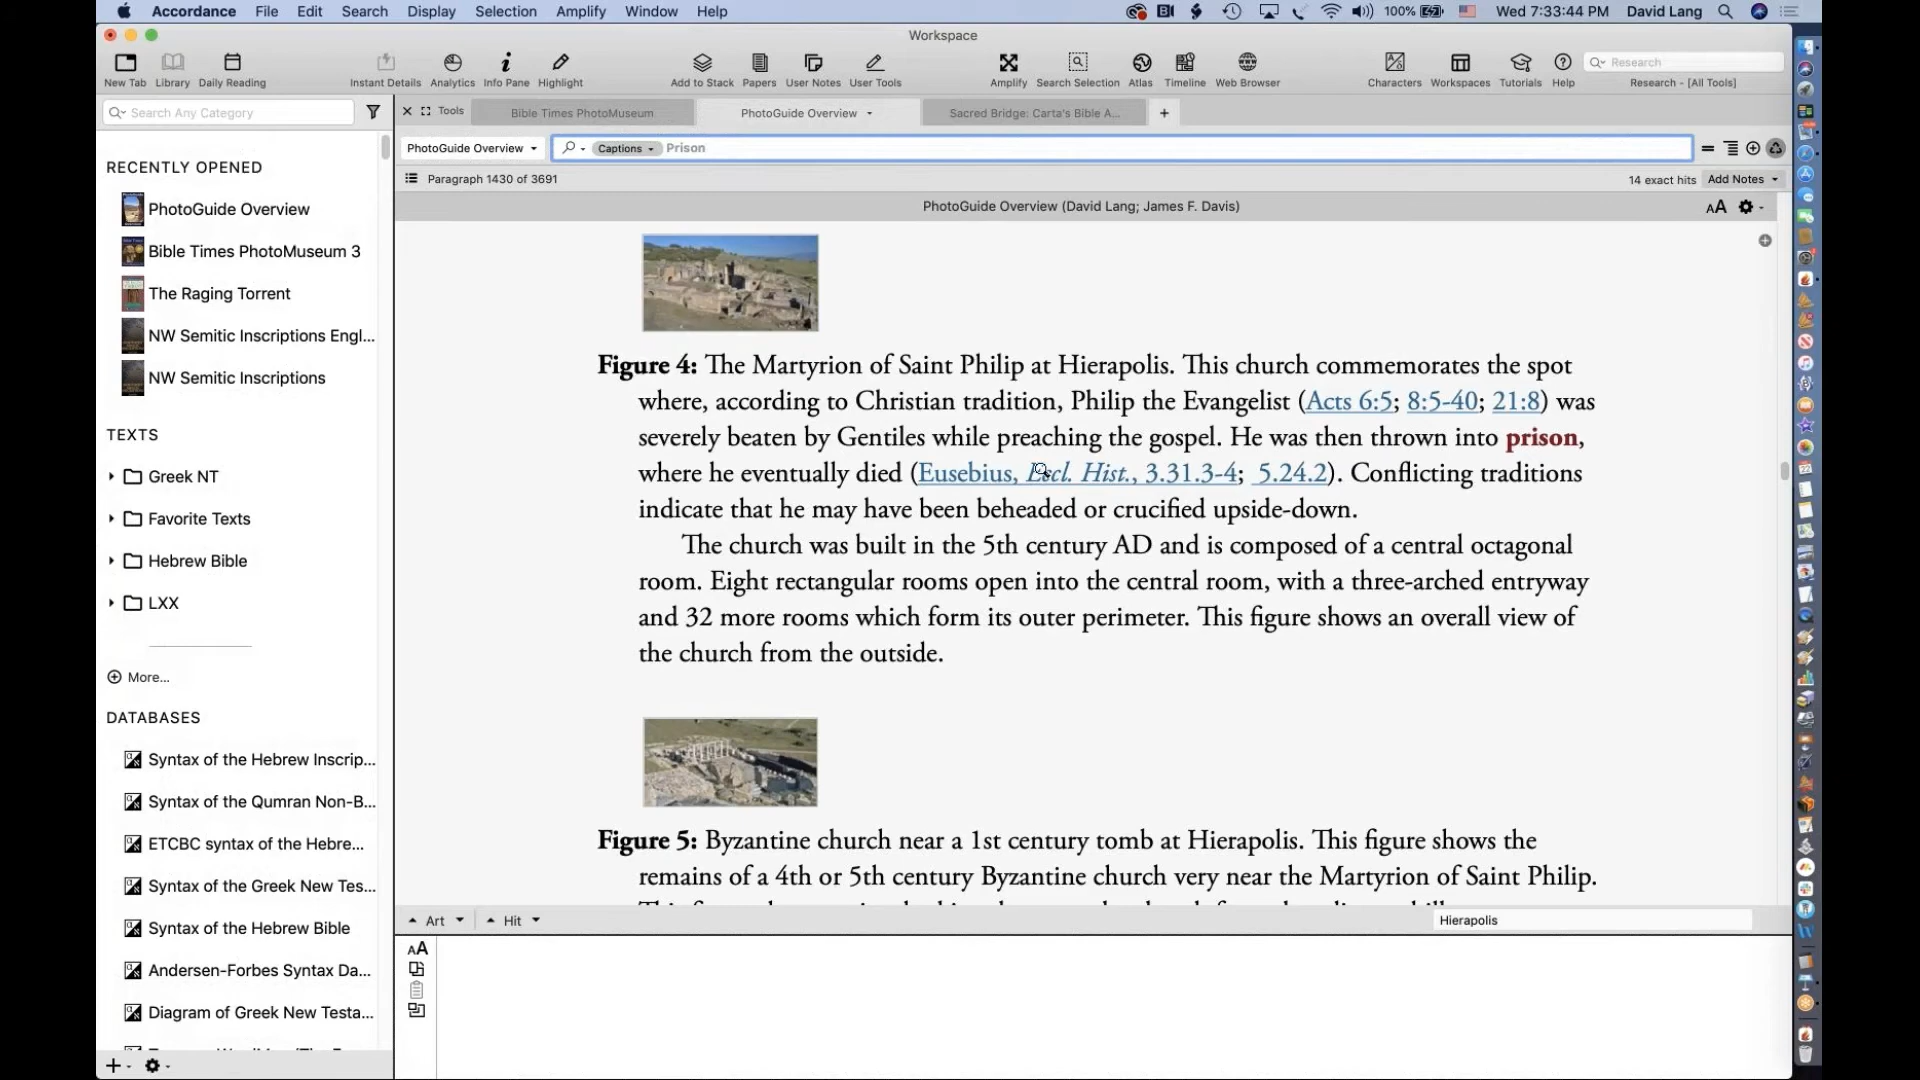 Accordance File Edit Search Display Selection Amplify Window Help
100% Wed 7:33:44 PM David Lang
Workspace
New Tab Library Daily Reading Instant Details Analytics Info Pane Highlight Add to Stack Papers User Notes User Tools Amplify Search Selection Atlas Timeline Web Browser Characters Workspaces Tutorials Help
Research
Research - [All Tools]
Search Any Category
Tools Bible Times PhotoMuseum PhotoGuide Overview Sacred Bridge: Carta's Bible A...
PhotoGuide Overview Captions Prison
Paragraph 1430 of 3691 14 exact hits Add Notes
PhotoGuide Overview (David Lang; James F. Davis) AA
RECENTLY OPENED
PhotoGuide Overview
Bible Times PhotoMuseum 3
The Raging Torrent
NW Semitic Inscriptions Engl...
NW Semitic Inscriptions
TEXTS
Greek NT
Favorite Texts
Hebrew Bible
LXX
More...
DATABASES
Syntax of the Hebrew Inscrip...
Syntax of the Qumran Non-B...
ETCBC syntax of the Hebre...
Syntax of the Greek New Tes...
Syntax of the Hebrew Bible
Andersen-Forbes Syntax Da...
Diagram of Greek New Testa...
Figure 4: The Martyrion of Saint Philip at Hierapolis. This church commemorates the spot
where, according to Christian tradition, Philip the Evangelist (Acts 6:5; 8:5-40; 21:8) was
severely beaten by Gentiles while preaching the gospel. He was then thrown into prison,
where he eventually died (Eusebius, Eccl. Hist., 3.31.3-4; 5.24.2). Conflicting traditions
indicate that he may have been beheaded or crucified upside-down.
The church was built in the 5th century AD and is composed of a central octagonal
room. Eight rectangular rooms open into the central room, with a three-arched entryway
and 32 more rooms which form its outer perimeter. This figure shows an overall view of
the church from the outside.
Figure 5: Byzantine church near a 1st century tomb at Hierapolis. This figure shows the
remains of a 4th or 5th century Byzantine church very near the Martyrion of Saint Philip.
Art Hit Hierapolis
AA